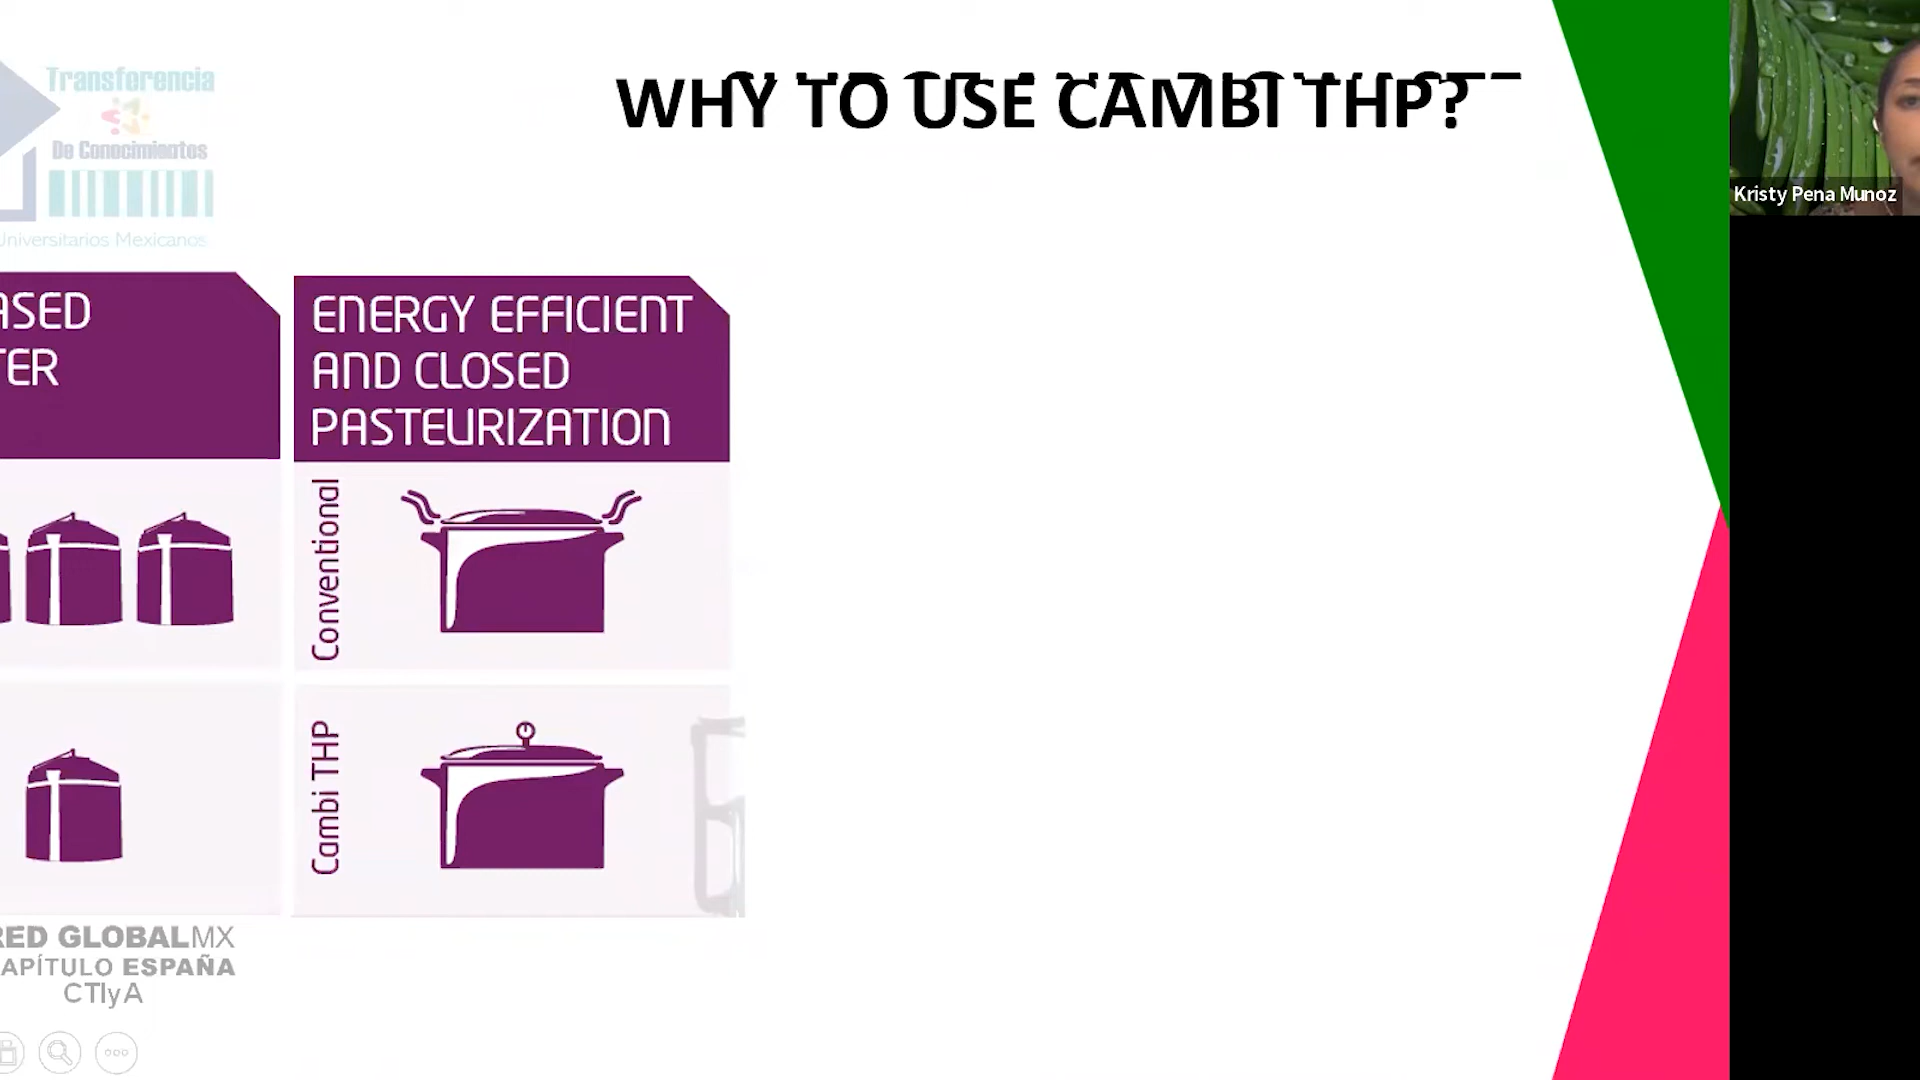 Transferencia
De Conocimientos
Universitarios Mexicanos
WHY TO USE CAMBI THP?
Kristy Pena Munoz
ASED
TER
ENERGY EFFICIENT
AND CLOSED
PASTEURIZATION
Conventional
Cambi THP
RED GLOBALMX
APÍTULO ESPAÑA
CTIyA